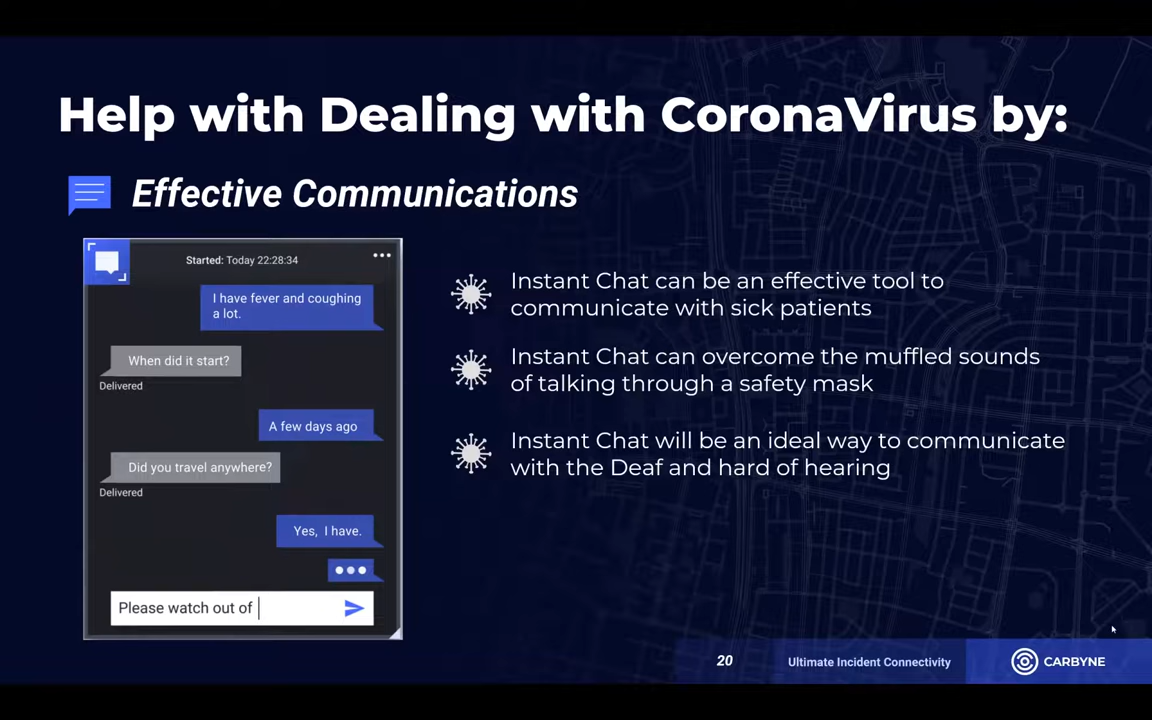 Help with Dealing with CoronaVirus by:
Effective Communications
Started: Today 22:28:34
I have fever and coughing
a lot.
When did it start?
Delivered
A few days ago
Did you travel anywhere?
Delivered
Yes, I have.
Please watch out of
Instant Chat can be an effective tool to
communicate with sick patients
Instant Chat can overcome the muffled sounds
of talking through a safety mask
Instant Chat will be an ideal way to communicate
with the Deaf and hard of hearing
20
Ultimate Incident Connectivity
CARBYNE